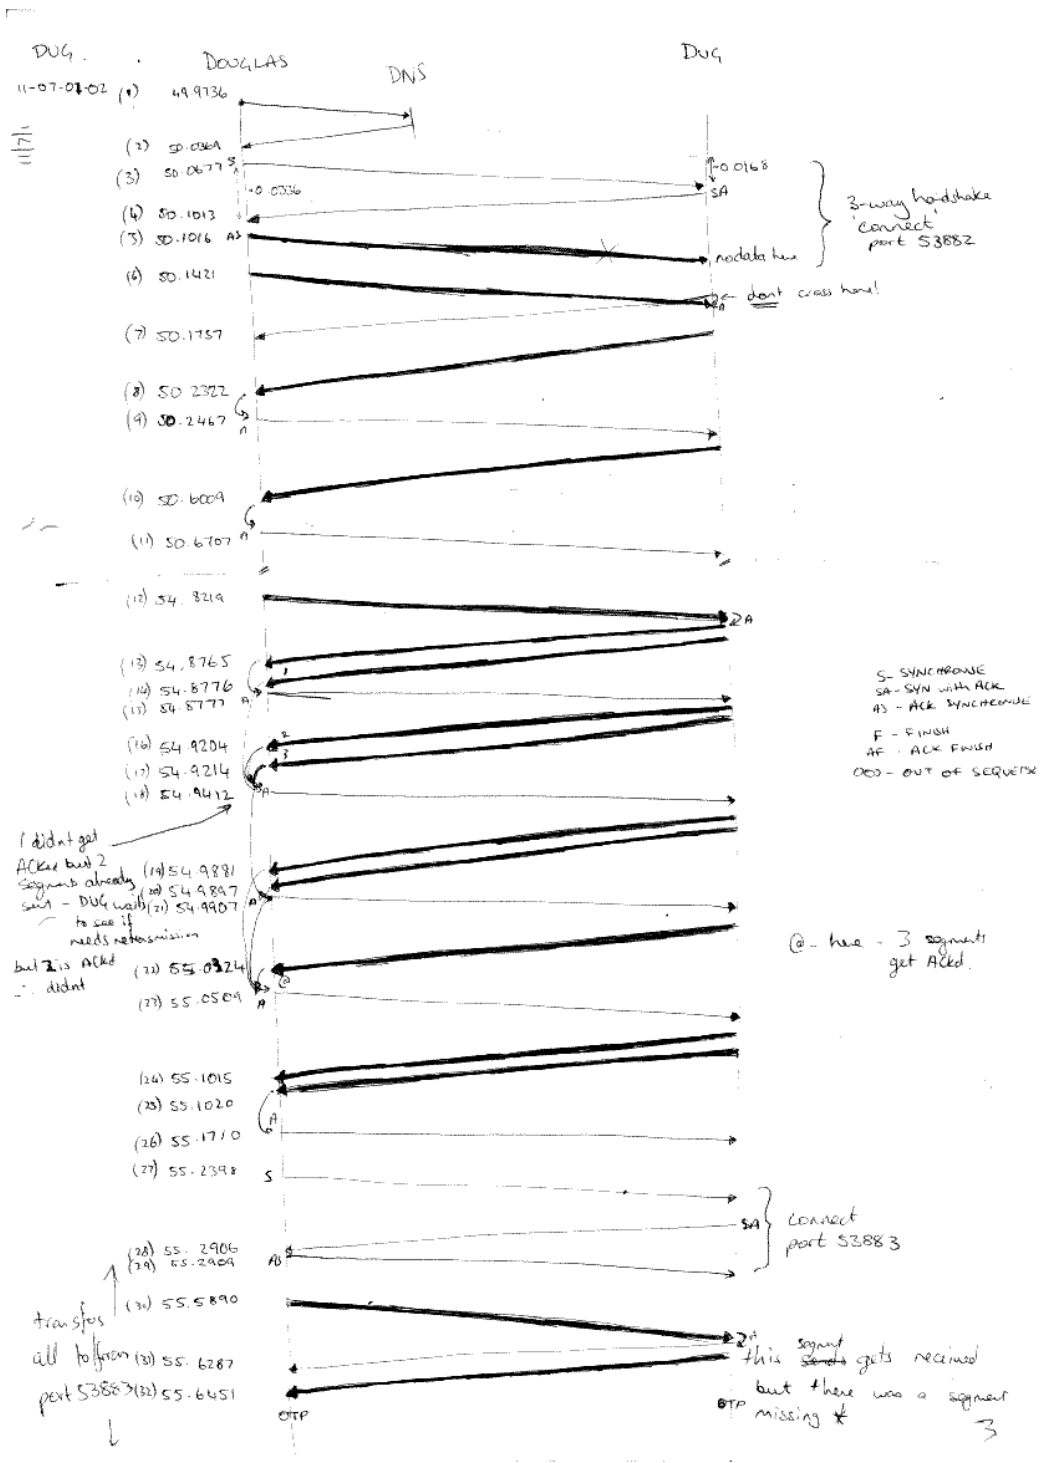 DUG. DOUGLAS DNS DUG
11-07-02-02 (1) 49.9736
(2) 50.0369
(3) 50.0677 S
~0.0168
SA
~0.0336
(4) 50.1013
(5) 50.1016 AS
no data here
3-way handshake
'connect'
port 53882
(6) 50.1421
← dont cross here!
A
(7) 50.1757
(8) 50.2322
(9) 50.2467 A
(10) 50.6009
(11) 50.6707 A
(12) 54.8219
A
(13) 54.8765
1
(14) 54.8776
(15) 54.8777 A
(16) 54.9204 2
(17) 54.9214 3
(18) 54.9412 A
S - SYNCHRONISE
SA - SYN with ACK
AS - ACK SYNCHRONISE
F - FINISH
AF - ACK FINISH
OOS - OUT OF SEQUENCE
1 didnt get
ACKed but 2
segments already
sent - DUG waits
to see if
needs retransmission
but 2 is ACKd
∴ didnt
(19) 54.9881
(20) 54.9897
(21) 54.9907 A
(22) 55.0324
@
(23) 55.0509 A
@ - here - 3 segments
get ACKd.
(24) 55.1015
(25) 55.1020
A
(26) 55.1710
(27) 55.2398 S
SA
(28) 55.2906
(29) 55.2909 AS
connect
port 53883
(30) 55.5890
transfers
all to/from
port 53883
A
(31) 55.6287
(32) 55.6451
segment
this sends gets received
but there was a segment
missing *
OTP OTP
3